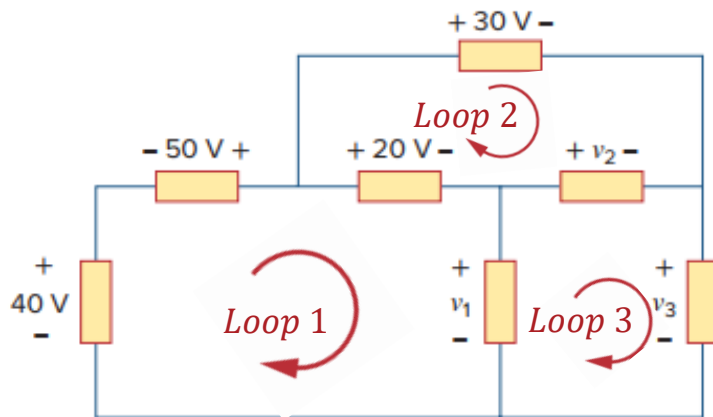 + 30 V –
Loop 2
– 50 V +
+ 20 V –
+ v₂ –
+
40 V
–
Loop 1
+
v₁
–
Loop 3
+
v₃
–